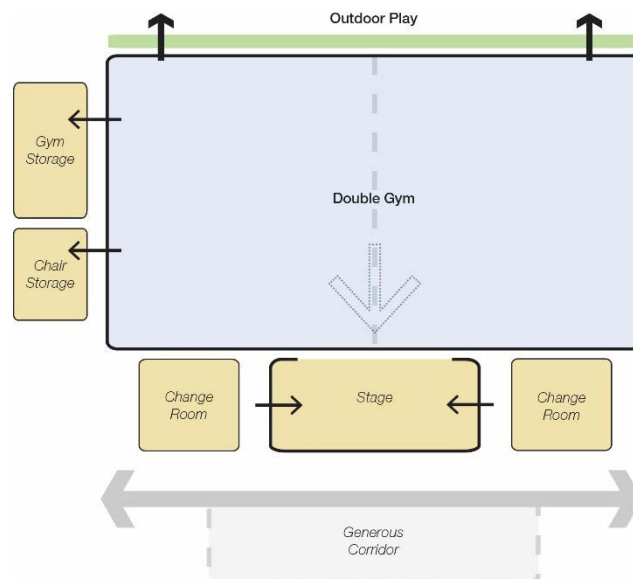 Outdoor Play
Gym
Storage
Double Gym
Chair
Storage
Change
Room
Stage
Change
Room
Generous
Corridor